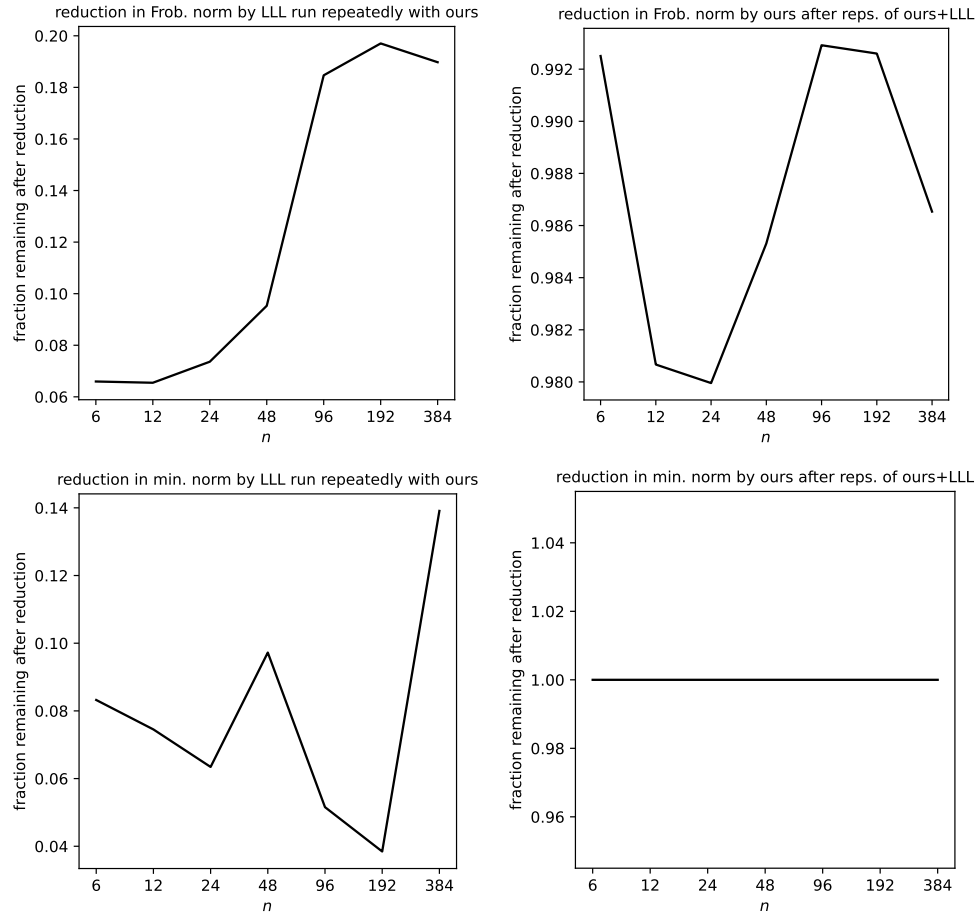 reduction in Frob. norm by LLL run repeatedly with ours
fraction remaining after reduction
0.20
0.18
0.16
0.14
0.12
0.10
0.08
0.06
6 12 24 48 96 192 384
n
reduction in Frob. norm by ours after reps. of ours+LLL
fraction remaining after reduction
0.992
0.990
0.988
0.986
0.984
0.982
0.980
6 12 24 48 96 192 384
n
reduction in min. norm by LLL run repeatedly with ours
fraction remaining after reduction
0.14
0.12
0.10
0.08
0.06
0.04
6 12 24 48 96 192 384
n
reduction in min. norm by ours after reps. of ours+LLL
fraction remaining after reduction
1.04
1.02
1.00
0.98
0.96
6 12 24 48 96 192 384
n